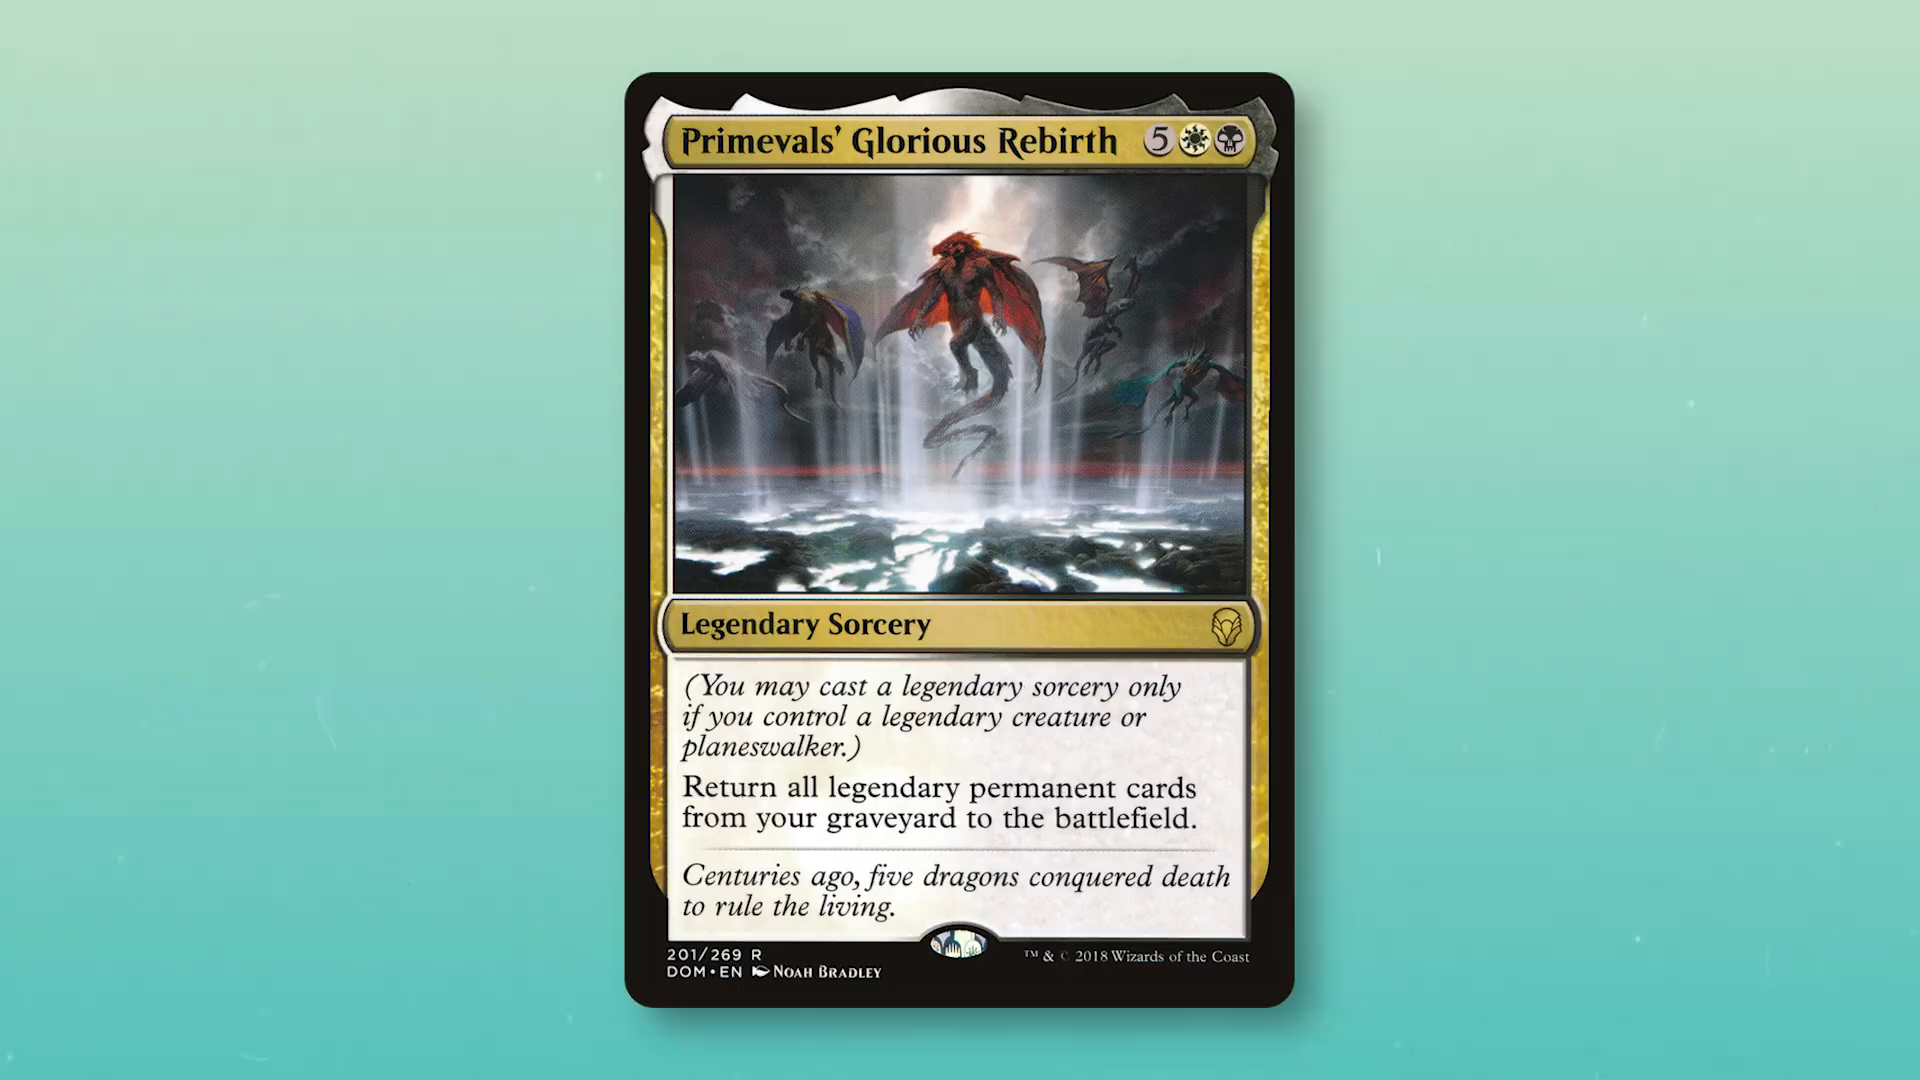 Primevals' Glorious Rebirth 5
Legendary Sorcery
(You may cast a legendary sorcery only
if you control a legendary creature or
planeswalker.)
Return all legendary permanent cards
from your graveyard to the battlefield.
Centuries ago, five dragons conquered death
to rule the living.
201/269 R
DOM • EN Noah Bradley
™ & © 2018 Wizards of the Coast